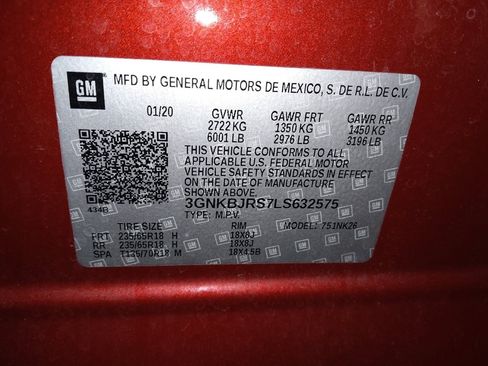 GM
MFD BY GENERAL MOTORS DE MEXICO, S. DE R.L. DE C.V.
01/20 GVWR GAWR FRT GAWR RR
2722 KG 1350 KG 1450 KG
6001 LB 2976 LB 3196 LB
THIS VEHICLE CONFORMS TO ALL
APPLICABLE U.S. FEDERAL MOTOR
VEHICLE SAFETY STANDARDS IN EFFECT
ON THE DATE OF MANUFACTURE
SHOWN ABOVE.
3GNKBJRS7LS632575
434B
TYPE: M.P.V. MODEL: 751NK26
TIRE SIZE RIM
FRT 235/65R18 H 18X8J
RR 235/65R18 H 18X8J
SPA T135/70R18 M 18X4.5B